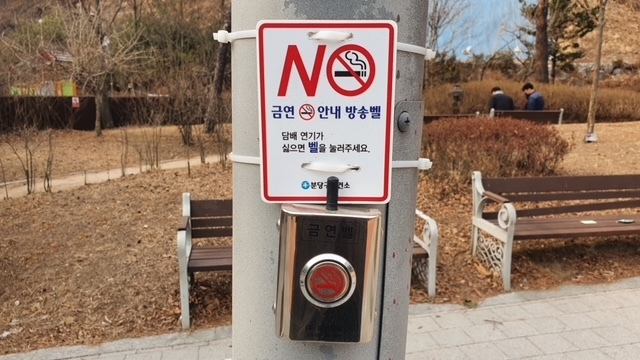 NO
금연 안내 방송벨
담배 연기가
싫으면 벨을 눌러주세요.
분당구 건소
금연벨